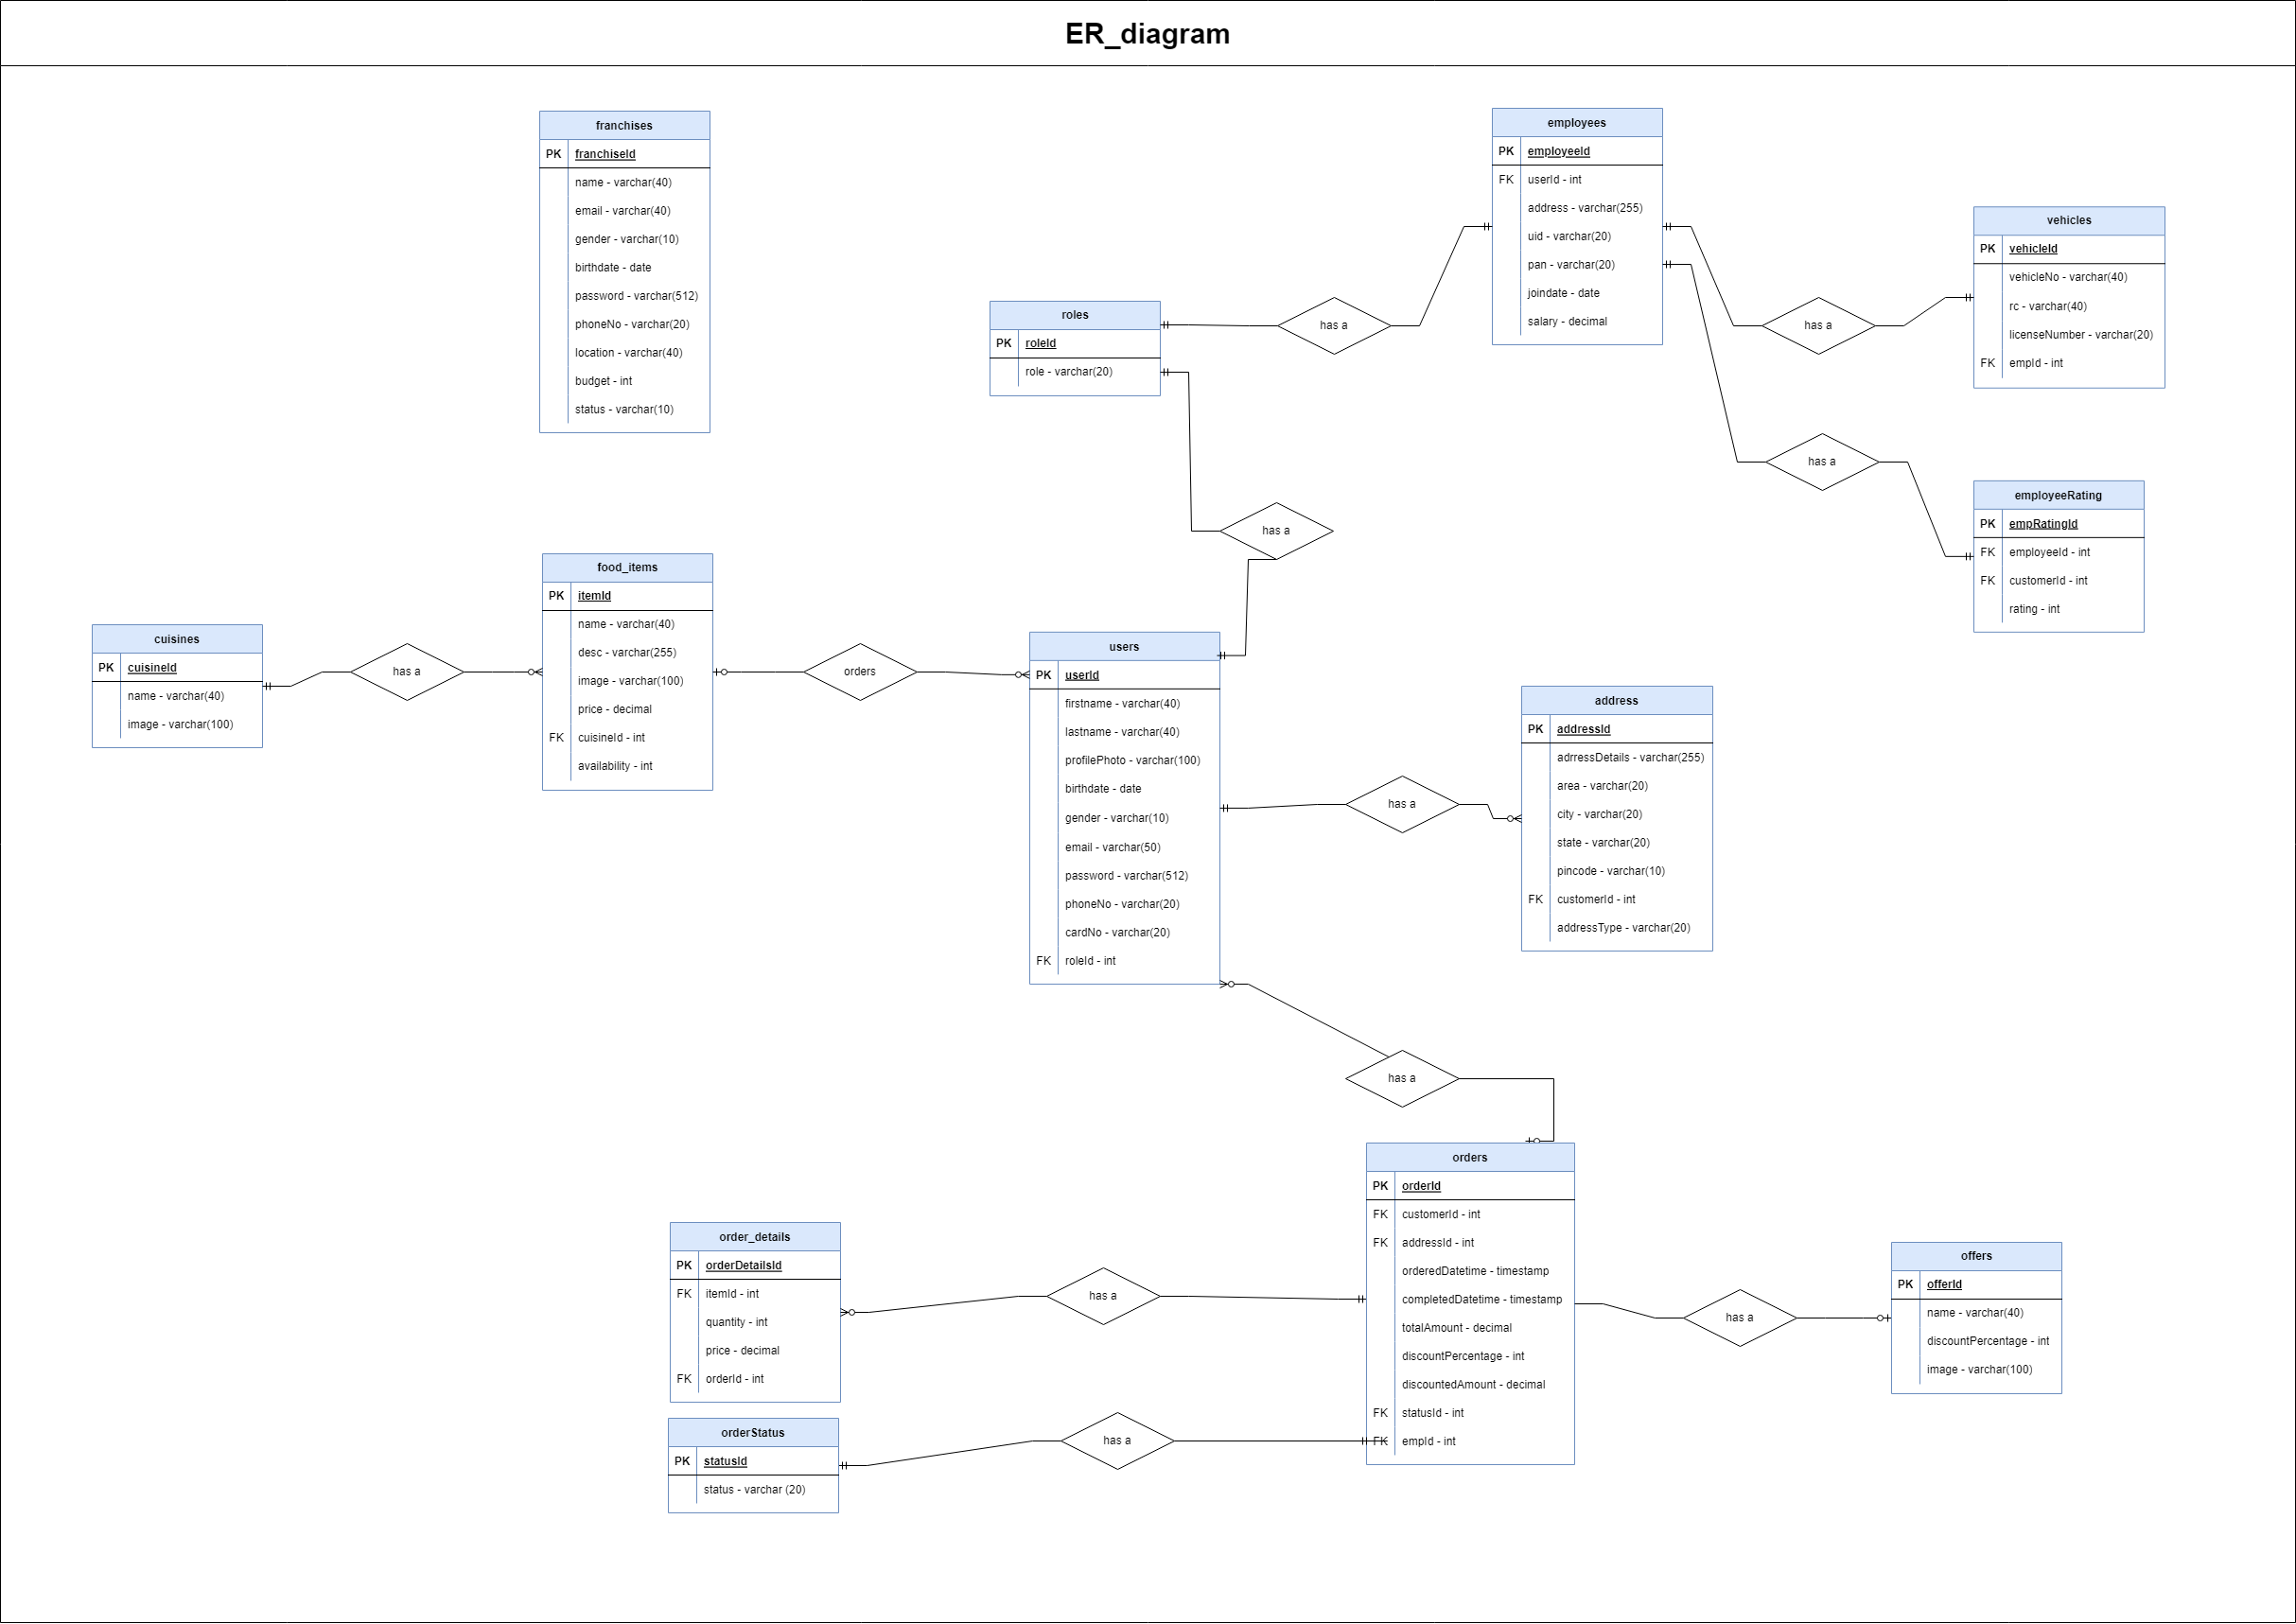 ER_diagram
franchises
PK franchiseId
name - varchar(40)
email - varchar(40)
gender - varchar(10)
birthdate - date
password - varchar(512)
phoneNo - varchar(20)
location - varchar(40)
budget - int
status - varchar(10)
employees
PK employeeId
FK userId - int
address - varchar(255)
uid - varchar(20)
pan - varchar(20)
joindate - date
salary - decimal
vehicles
PK vehicleId
vehicleNo - varchar(40)
rc - varchar(40)
licenseNumber - varchar(20)
FK empId - int
roles
PK roleId
role - varchar(20)
has a
has a
has a
has a
employeeRating
PK empRatingId
FK employeeId - int
FK customerId - int
rating - int
cuisines
PK cuisineId
name - varchar(40)
image - varchar(100)
has a
food_items
PK itemId
name - varchar(40)
desc - varchar(255)
image - varchar(100)
price - decimal
FK cuisineId - int
availability - int
orders
users
PK userId
firstname - varchar(40)
lastname - varchar(40)
profilePhoto - varchar(100)
birthdate - date
gender - varchar(10)
email - varchar(50)
password - varchar(512)
phoneNo - varchar(20)
cardNo - varchar(20)
FK roleId - int
has a
address
PK addressId
adrressDetails - varchar(255)
area - varchar(20)
city - varchar(20)
state - varchar(20)
pincode - varchar(10)
FK customerId - int
addressType - varchar(20)
has a
orders
PK orderId
FK customerId - int
FK addressId - int
orderedDatetime - timestamp
completedDatetime - timestamp
totalAmount - decimal
discountPercentage - int
discountedAmount - decimal
FK statusId - int
FK empId - int
order_details
PK orderDetailsId
FK itemId - int
quantity - int
price - decimal
FK orderId - int
has a
orderStatus
PK statusId
status - varchar (20)
has a
has a
offers
PK offerId
name - varchar(40)
discountPercentage - int
image - varchar(100)